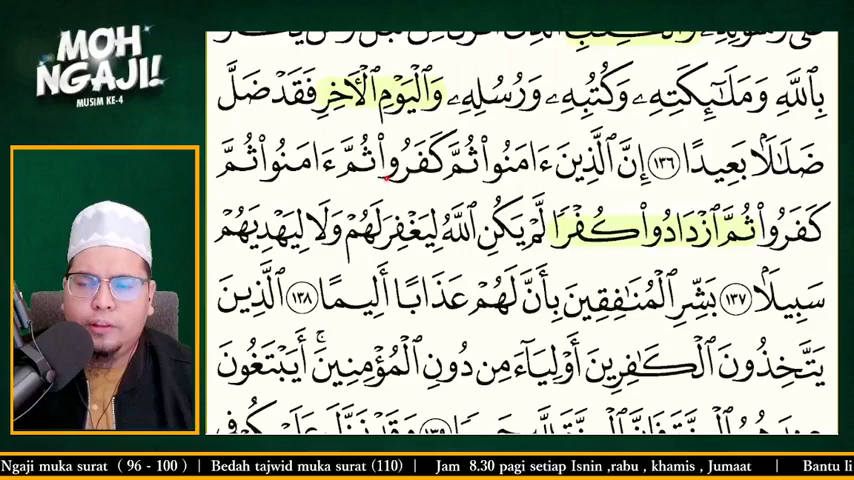 MOH
NGAJI!
MUSIM KE-4
بِٱللَّهِ وَمَلَـٰٓئِكَتِهِۦ وَكُتُبِهِۦ وَرُسُلِهِۦ وَٱلْيَوْمِ ٱلْـَٔاخِرِ فَقَدْ ضَلَّ
ضَلَـٰلًۢا بَعِيدًا ١٣٦ إِنَّ ٱلَّذِينَ ءَامَنُوا۟ ثُمَّ كَفَرُوا۟ ثُمَّ ءَامَنُوا۟ ثُمَّ
كَفَرُوا۟ ثُمَّ ٱزْدَادُوا۟ كُفْرًا لَّمْ يَكُنِ ٱللَّهُ لِيَغْفِرَ لَهُمْ وَلَا لِيَهْدِيَهُمْ
سَبِيلًۢا ١٣٧ بَشِّرِ ٱلْمُنَـٰفِقِينَ بِأَنَّ لَهُمْ عَذَابًا أَلِيمًا ١٣٨ ٱلَّذِينَ
يَتَّخِذُونَ ٱلْكَـٰفِرِينَ أَوْلِيَآءَ مِن دُونِ ٱلْمُؤْمِنِينَ ۚ أَيَبْتَغُونَ
Ngaji muka surat ( 96 - 100 ) | Bedah tajwid muka surat (110) | Jam 8.30 pagi setiap Isnin ,rabu , khamis , Jumaat | Bantu li